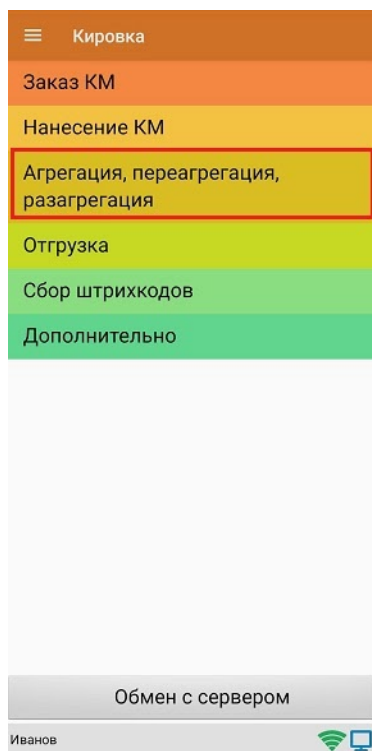 Кировка
Заказ КМ
Нанесение КМ
Агрегация, переагрегация,
разагрегация
Отгрузка
Сбор штрихкодов
Дополнительно
Обмен с сервером
Иванов